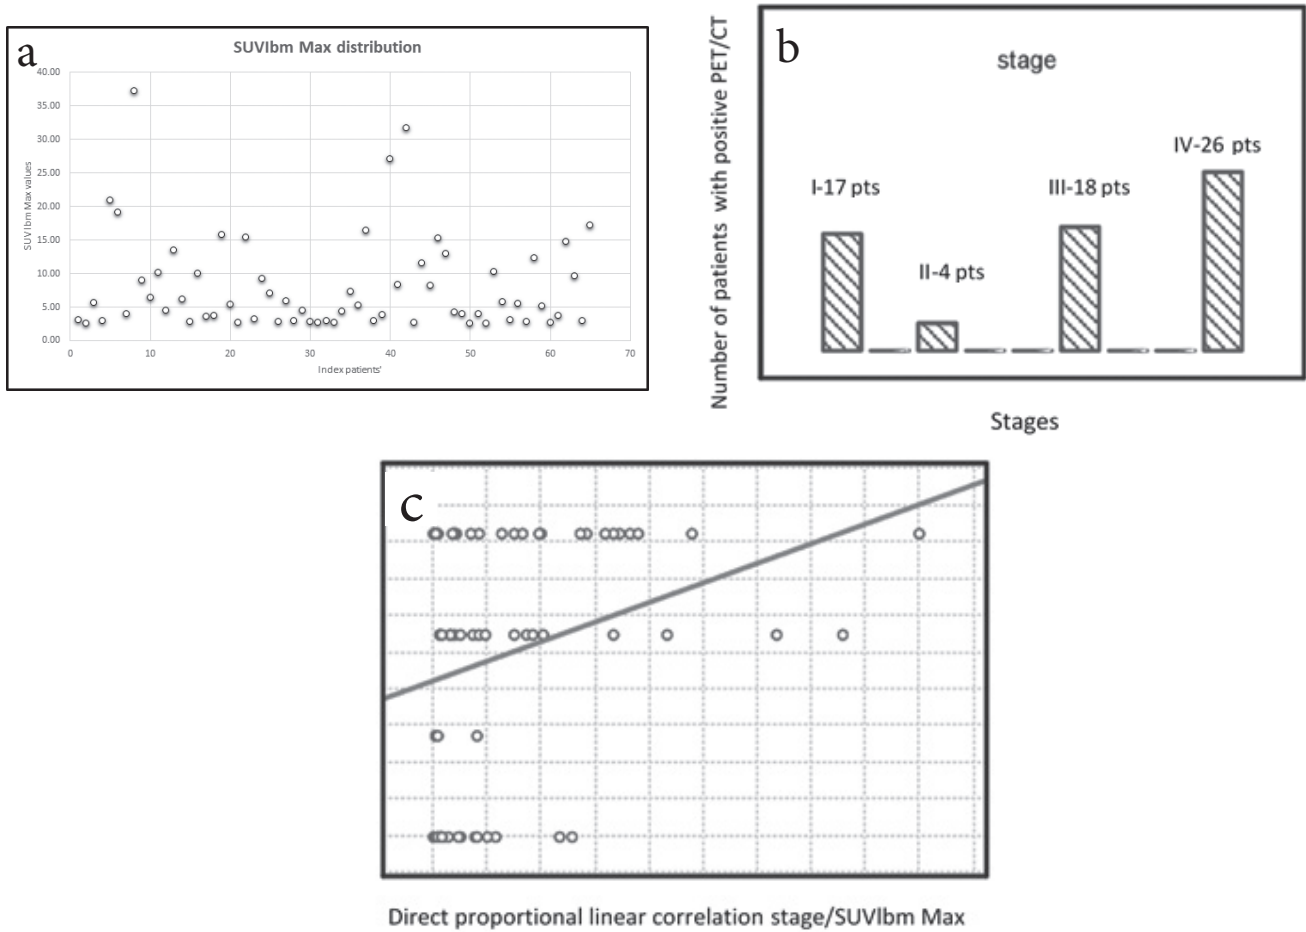 a
SUVlbm Max distribution
SUV lbm Max values
40.00
35.00
30.00
25.00
20.00
15.00
10.00
5.00
0.00
0 10 20 30 40 50 60 70
Index patients'
b
stage
Number of patients with positive PET/CT
I-17 pts
II-4 pts
III-18 pts
IV-26 pts
Stages
c
Direct proportional linear correlation stage/SUVlbm Max